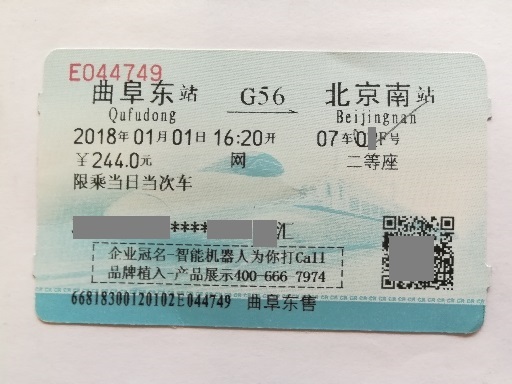 E044749
曲阜东站 G56 北京南站
Qufudong Beijingnan
2018年01月01日 16:20开 07车0 F号
￥244.0元 网 二等座
限乘当日当次车
**** 汇
企业冠名-智能机器人为你打Call
品牌植入-产品展示400-666 7974
66818300120102E044749 曲阜东售